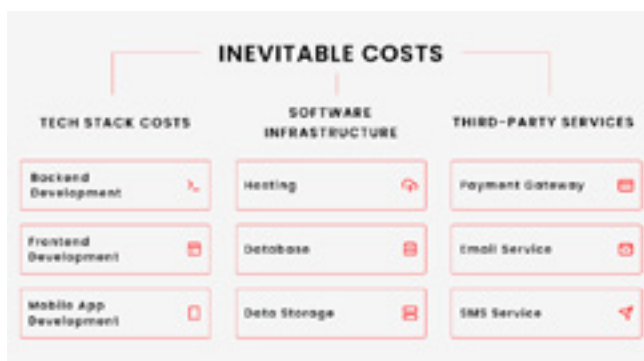 INEVITABLE COSTS
TECH STACK COSTS
SOFTWARE
INFRASTRUCTURE
THIRD-PARTY SERVICES
Backend
Development
Hosting
Payment Gateway
Frontend
Development
Database
Email Service
Mobile App
Development
Data Storage
SMS Service